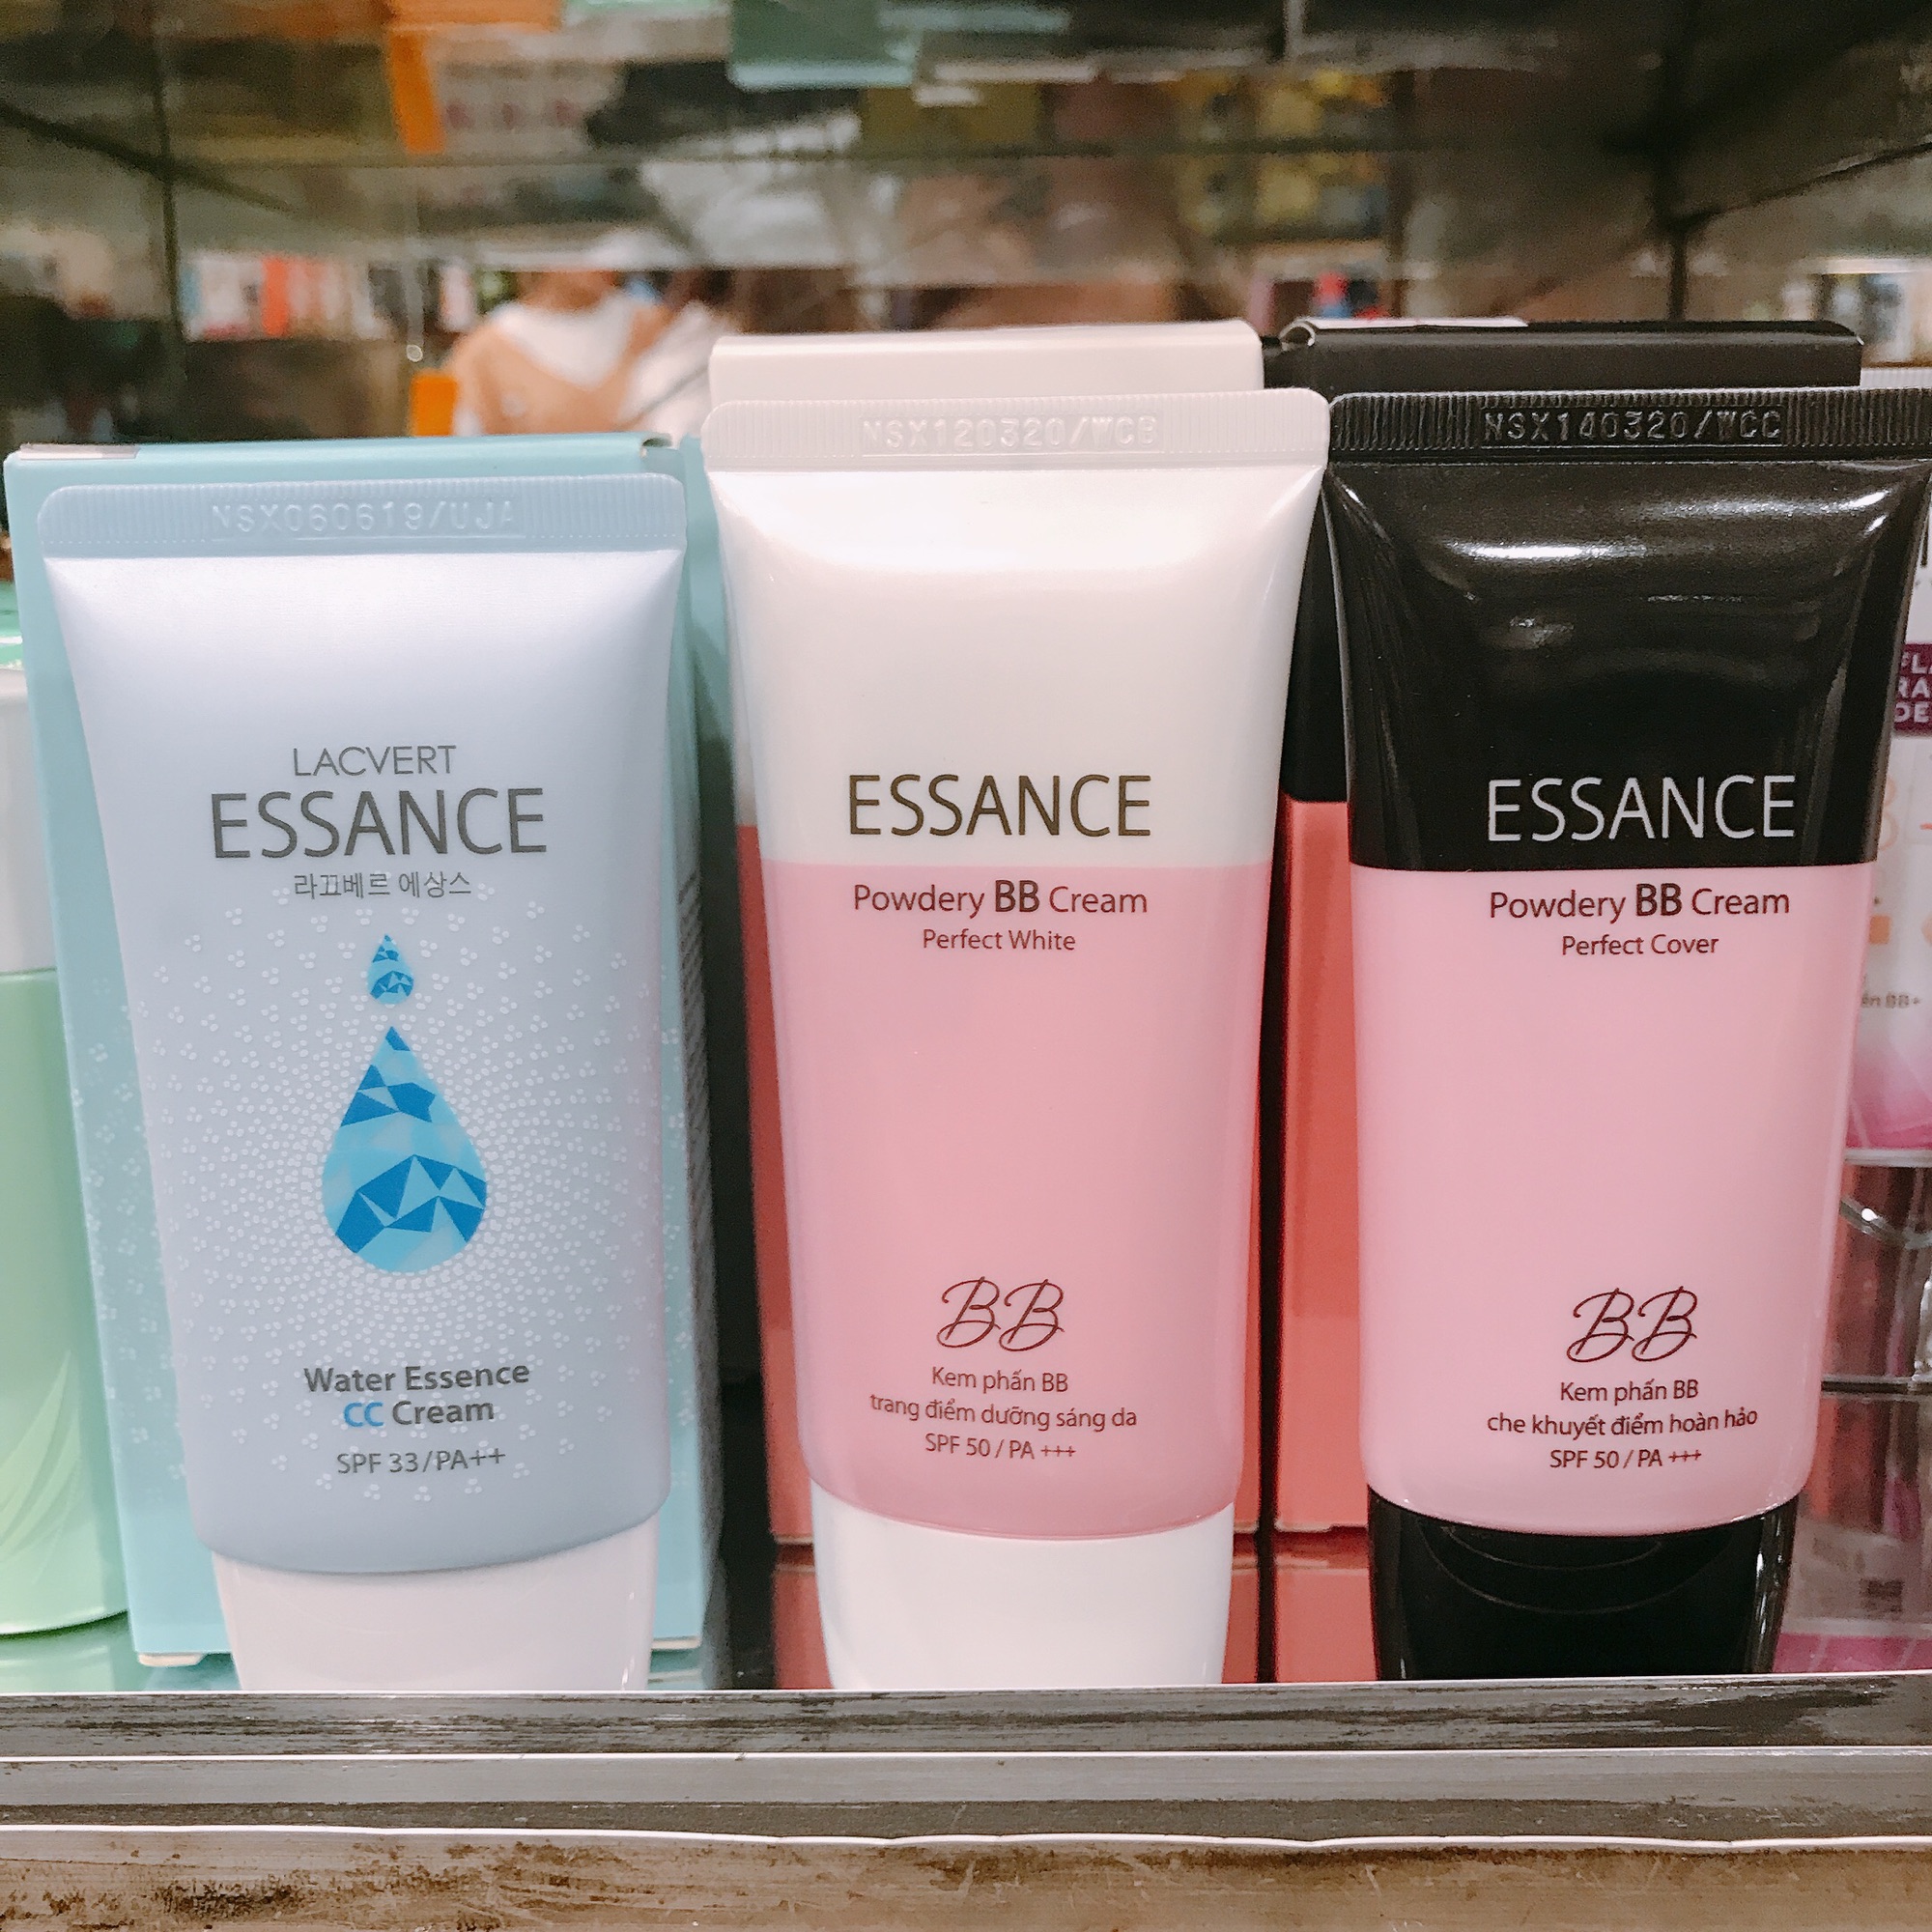 NSX060619/UJA
LACVERT
ESSANCE
라끄베르 에상스
Water Essence
CC Cream
SPF 33/PA++
NSX120320/WCB
ESSANCE
Powdery BB Cream
Perfect White
BB
Kem phấn BB
trang điểm dưỡng sáng da
SPF 50 / PA +++
NSX140320/WCC
ESSANCE
Powdery BB Cream
Perfect Cover
BB
Kem phấn BB
che khuyết điểm hoàn hảo
SPF 50 / PA +++